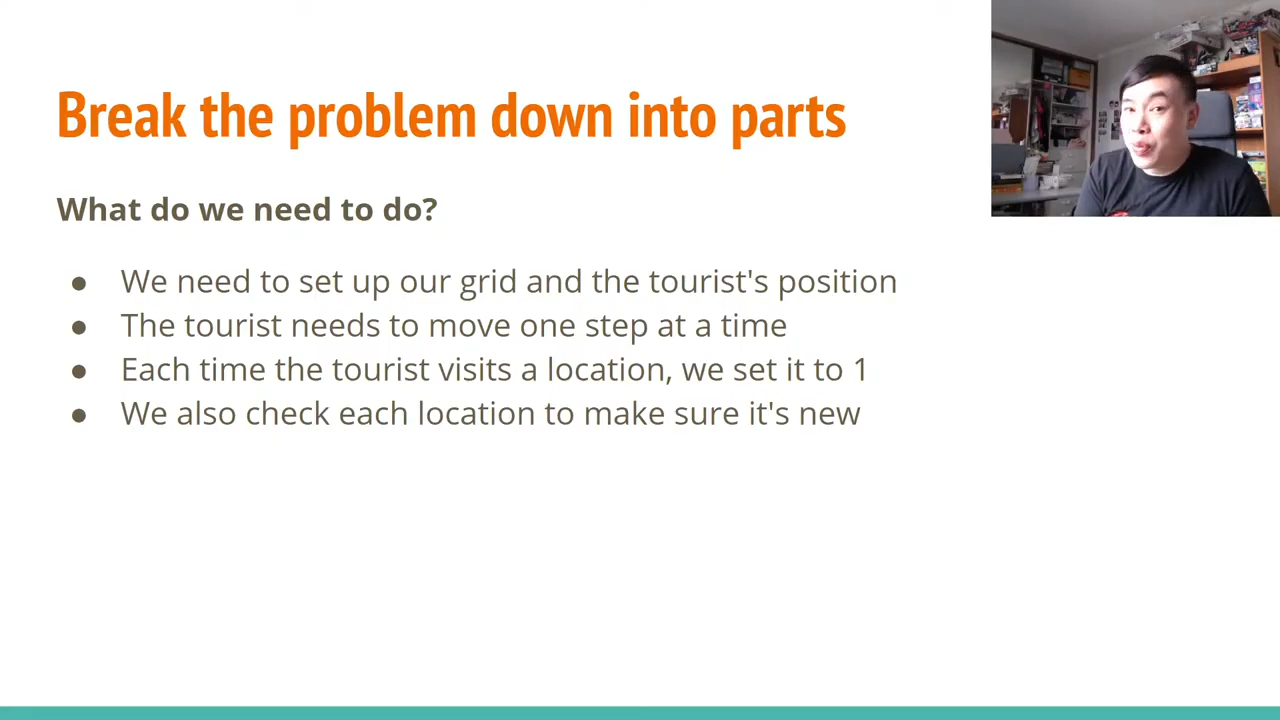 Break the problem down into parts
What do we need to do?
● We need to set up our grid and the tourist's position
● The tourist needs to move one step at a time
● Each time the tourist visits a location, we set it to 1
● We also check each location to make sure it's new